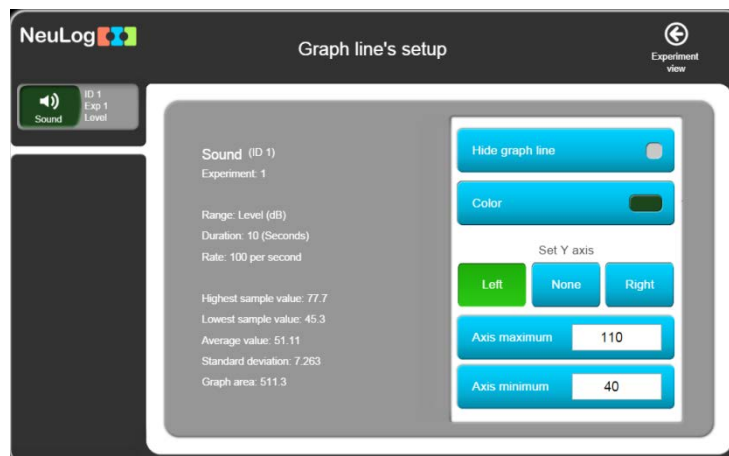 NeuLog
Graph line's setup
Experiment
view
Sound
ID 1
Exp 1
Level
Sound (ID 1)
Experiment: 1
Range: Level (dB)
Duration: 10 (Seconds)
Rate: 100 per second
Highest sample value: 77.7
Lowest sample value: 45.3
Average value: 51.11
Standard deviation: 7.263
Graph area: 511.3
Hide graph line
Color
Set Y axis
Left None Right
Axis maximum 110
Axis minimum 40